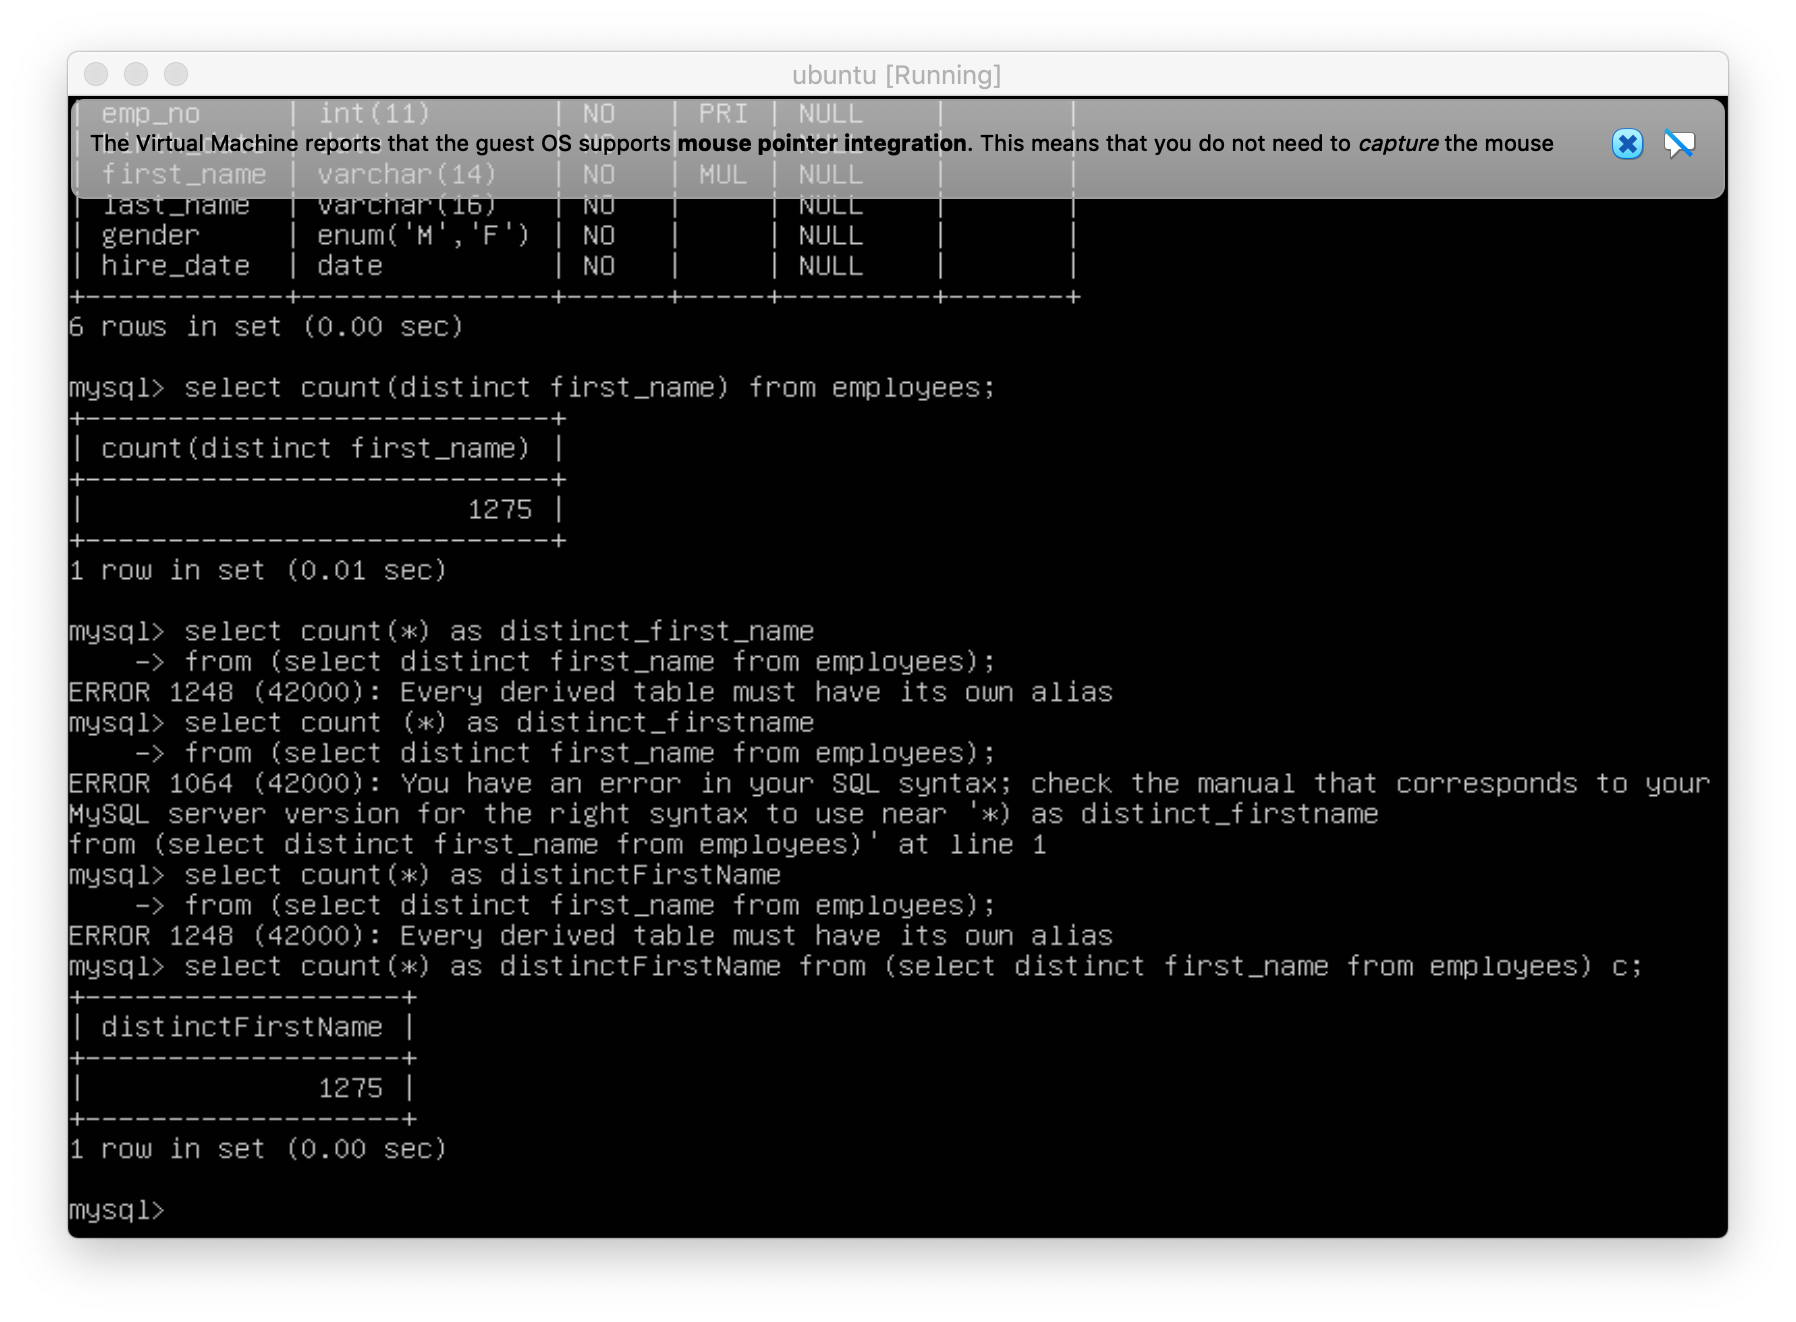 ubuntu [Running]
| emp_no | int(11) | NO | PRI | NULL | |
The Virtual Machine reports that the guest OS supports mouse pointer integration. This means that you do not need to capture the mouse
| first_name | varchar(14) | NO | MUL | NULL | |
| last_name | varchar(16) | NO | | NULL | |
| gender | enum('M','F') | NO | | NULL | |
| hire_date | date | NO | | NULL | |
+------------+---------------+------+-----+---------+-------+
6 rows in set (0.00 sec)
mysql> select count(distinct first_name) from employees;
+----------------------------+
| count(distinct first_name) |
+----------------------------+
| 1275 |
+----------------------------+
1 row in set (0.01 sec)
mysql> select count(*) as distinct_first_name
-> from (select distinct first_name from employees);
ERROR 1248 (42000): Every derived table must have its own alias
mysql> select count (*) as distinct_firstname
-> from (select distinct first_name from employees);
ERROR 1064 (42000): You have an error in your SQL syntax; check the manual that corresponds to your
MySQL server version for the right syntax to use near '*) as distinct_firstname
from (select distinct first_name from employees)' at line 1
mysql> select count(*) as distinctFirstName
-> from (select distinct first_name from employees);
ERROR 1248 (42000): Every derived table must have its own alias
mysql> select count(*) as distinctFirstName from (select distinct first_name from employees) c;
+-------------------+
| distinctFirstName |
+-------------------+
| 1275 |
+-------------------+
1 row in set (0.00 sec)
mysql>